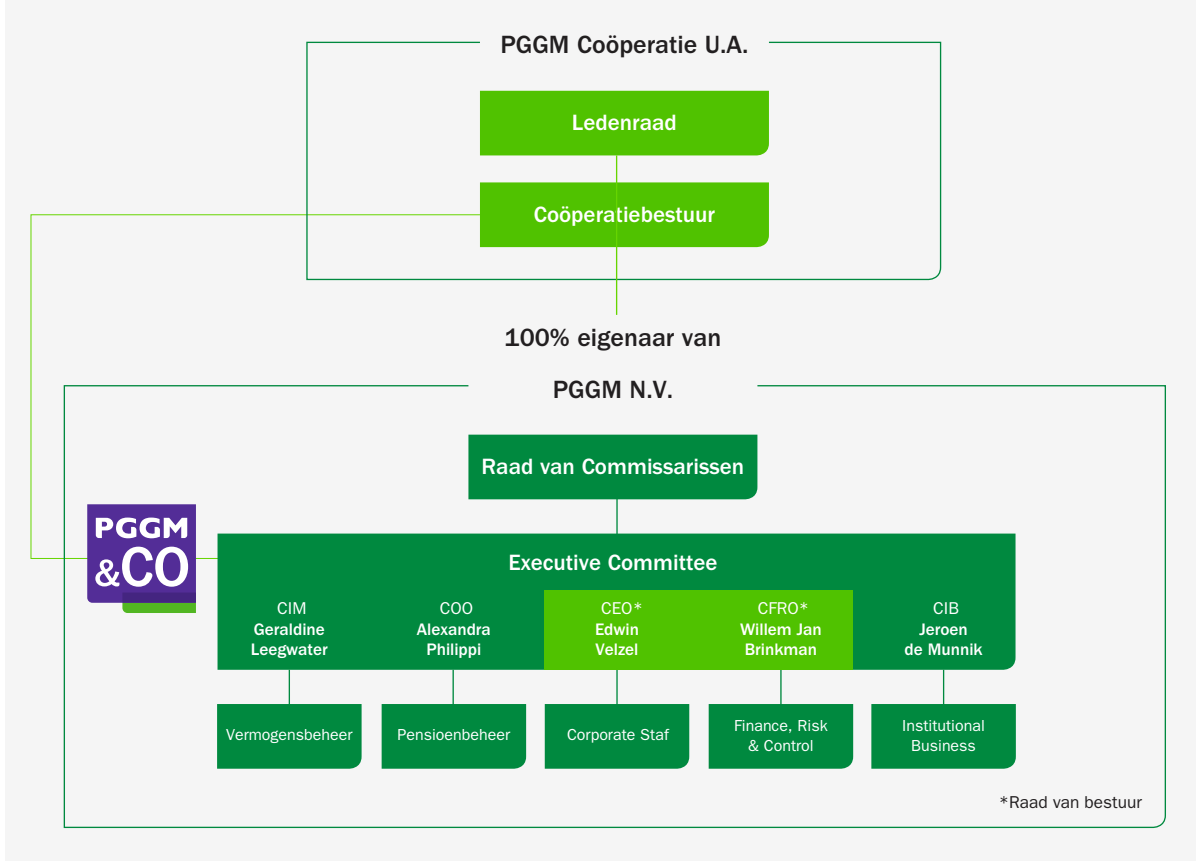 PGGM Coöperatie U.A.
Ledenraad
Coöperatiebestuur
100% eigenaar van
PGGM N.V.
Raad van Commissarissen
PGGM
&CO
Executive Committee
CIM
Geraldine
Leegwater
COO
Alexandra
Philippi
CEO*
Edwin
Velzel
CFRO*
Willem Jan
Brinkman
CIB
Jeroen
de Munnik
Vermogensbeheer
Pensioenbeheer
Corporate Staf
Finance, Risk
& Control
Institutional
Business
*Raad van bestuur